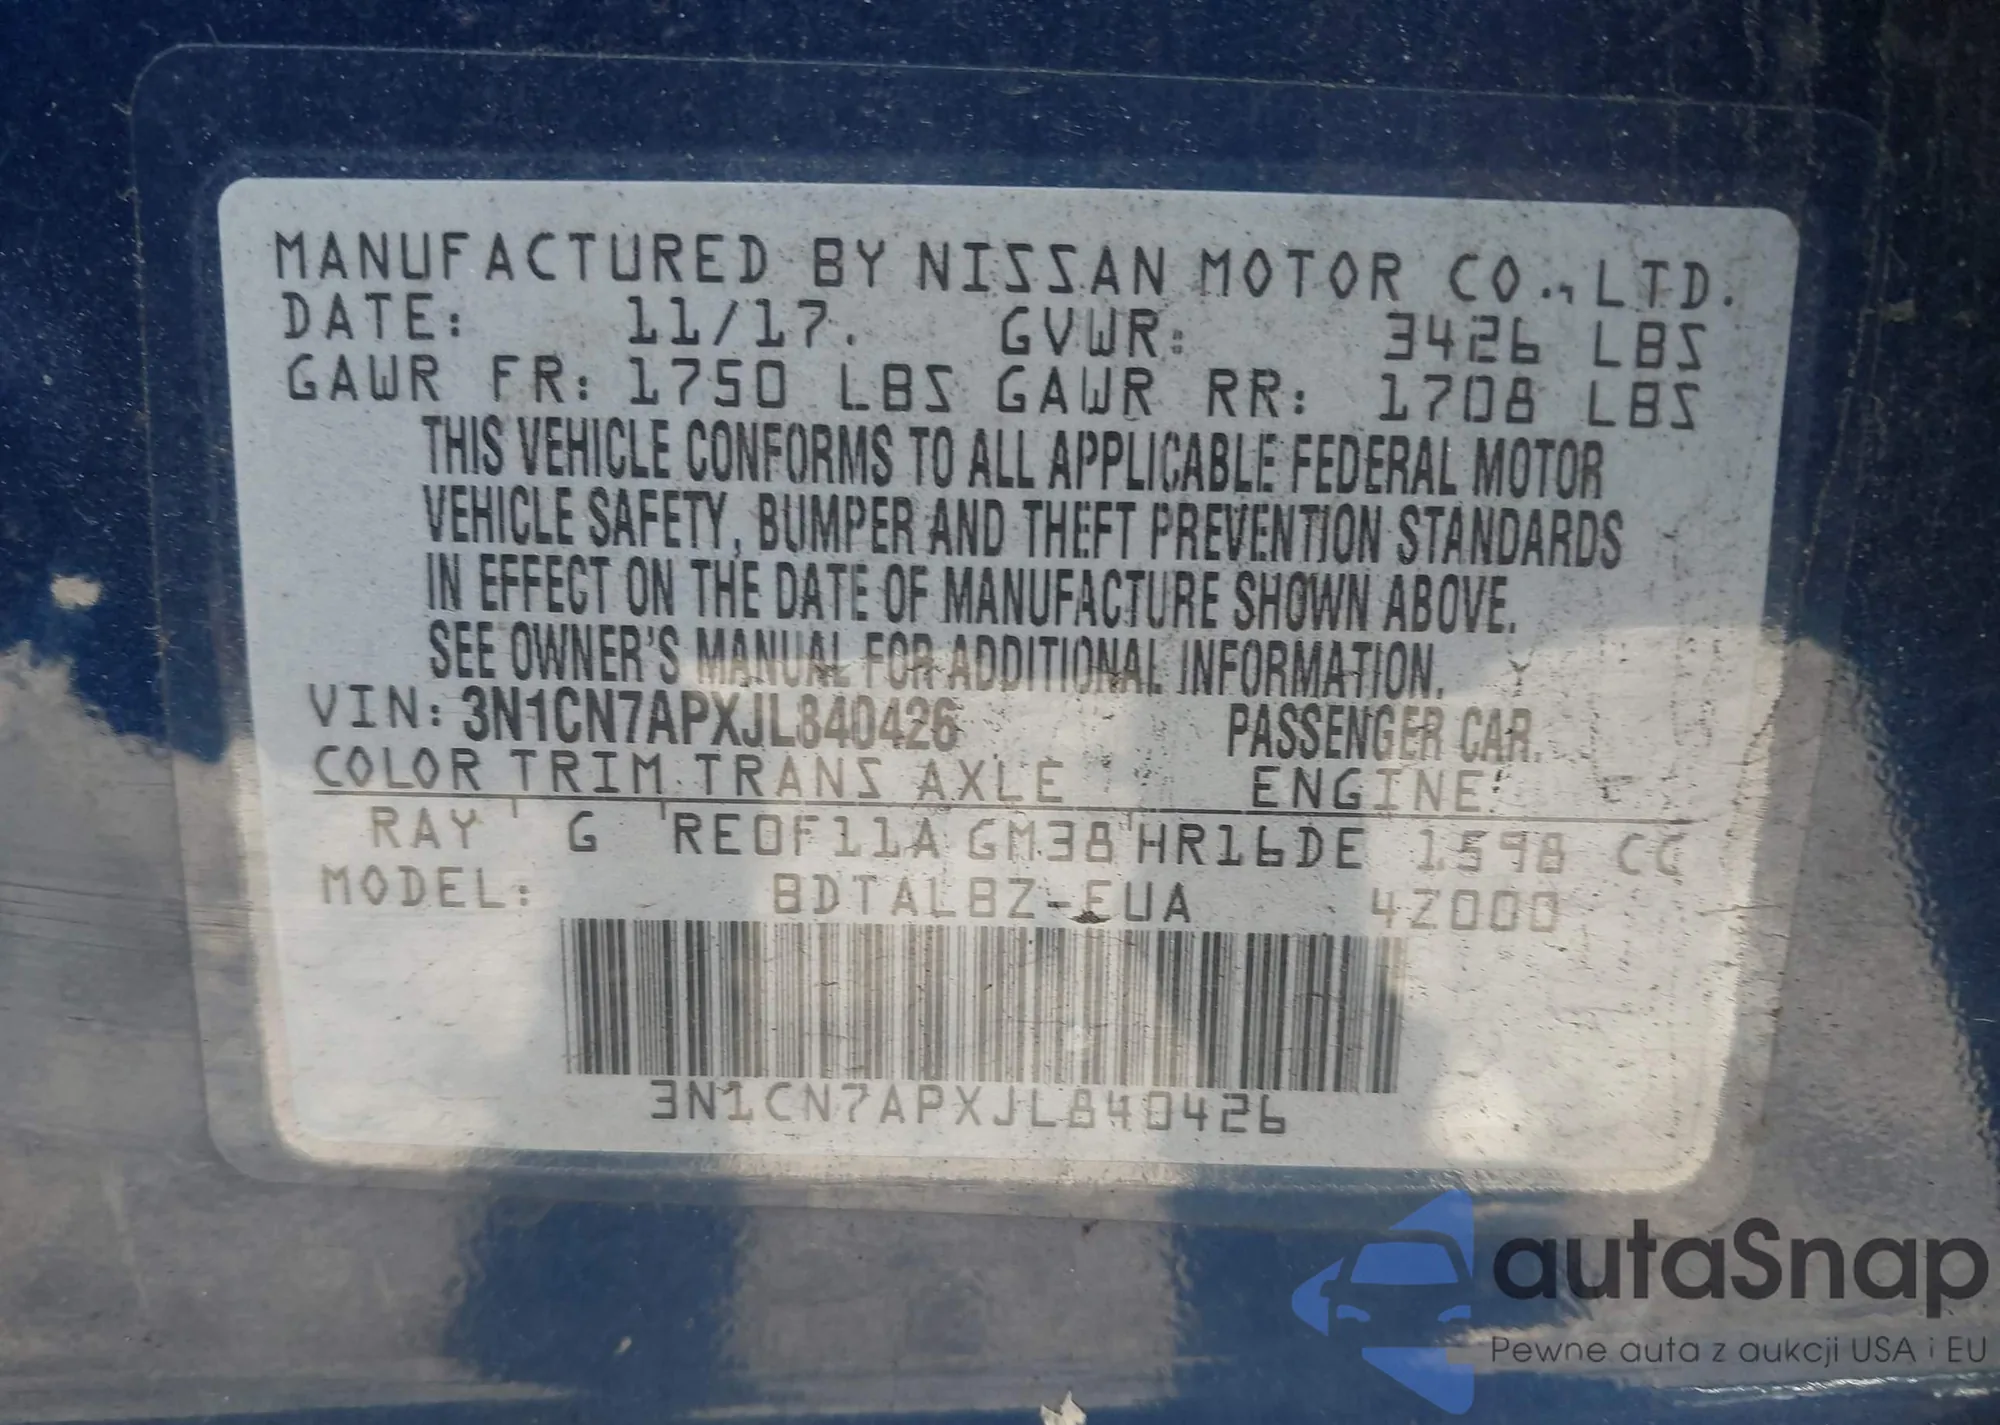 MANUFACTURED BY NISSAN MOTOR CO., LTD.
DATE: 11/17. GVWR: 3426 LBS
GAWR FR: 1750 LBS GAWR RR: 1708 LBS
THIS VEHICLE CONFORMS TO ALL APPLICABLE FEDERAL MOTOR
VEHICLE SAFETY, BUMPER AND THEFT PREVENTION STANDARDS
IN EFFECT ON THE DATE OF MANUFACTURE SHOWN ABOVE.
SEE OWNER'S MANUAL FOR ADDITIONAL INFORMATION.
VIN: 3N1CN7APXJL840426 PASSENGER CAR.
COLOR TRIM TRANS AXLE ENGINE
RAY G RE0F11A GM38 HR16DE 1598 CC
MODEL: BDTALBZ-EUA 4Z000
3N1CN7APXJL840426
autaSnap
Pewne auta z aukcji USA i EU